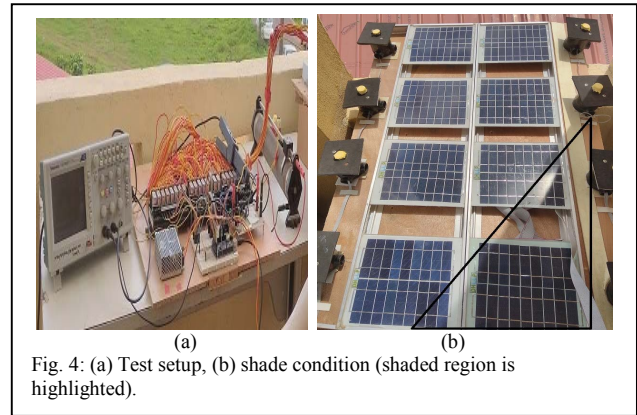 (a)
(b)
Fig. 4: (a) Test setup, (b) shade condition (shaded region is
highlighted).